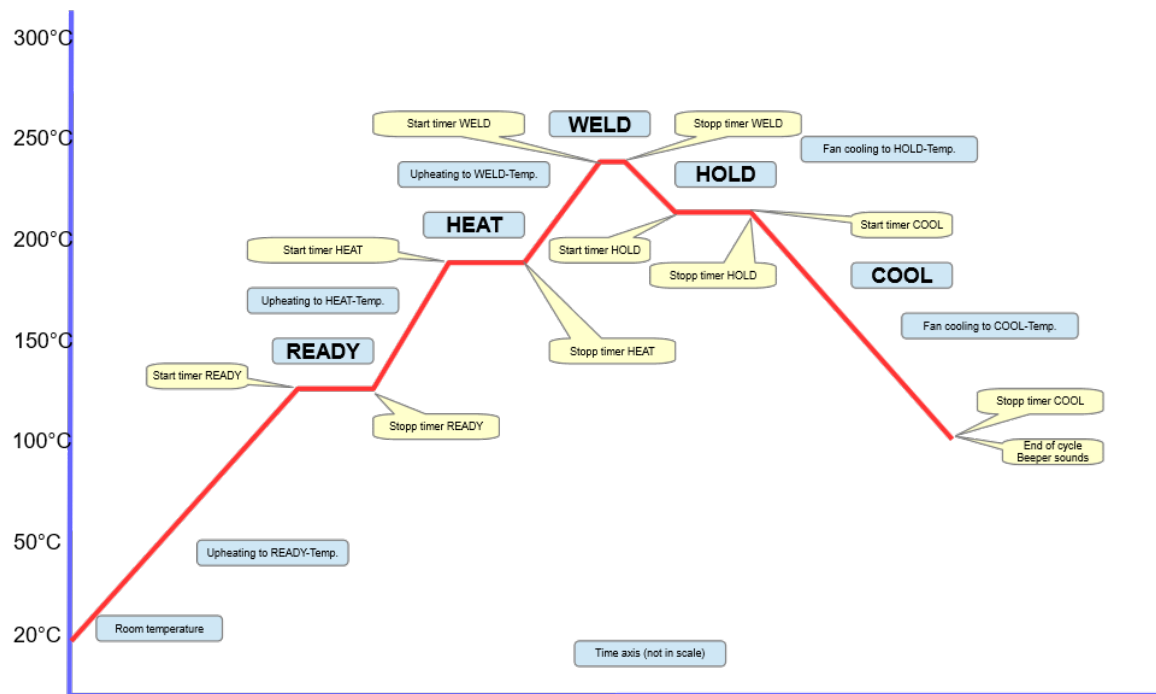 300°C
WELD
Start timer WELD
Stopp timer WELD
250°C
Fan cooling to HOLD-Temp.
Upheating to WELD-Temp.
HOLD
HEAT
Start timer COOL
200°C
Start timer HEAT
Start timer HOLD
Stopp timer HOLD
COOL
Upheating to HEAT-Temp.
Fan cooling to COOL-Temp.
150°C
READY
Stopp timer HEAT
Start timer READY
Stopp timer COOL
Stopp timer READY
100°C
End of cycle
Beeper sounds
50°C
Upheating to READY-Temp.
20°C
Room temperature
Time axis (not in scale)